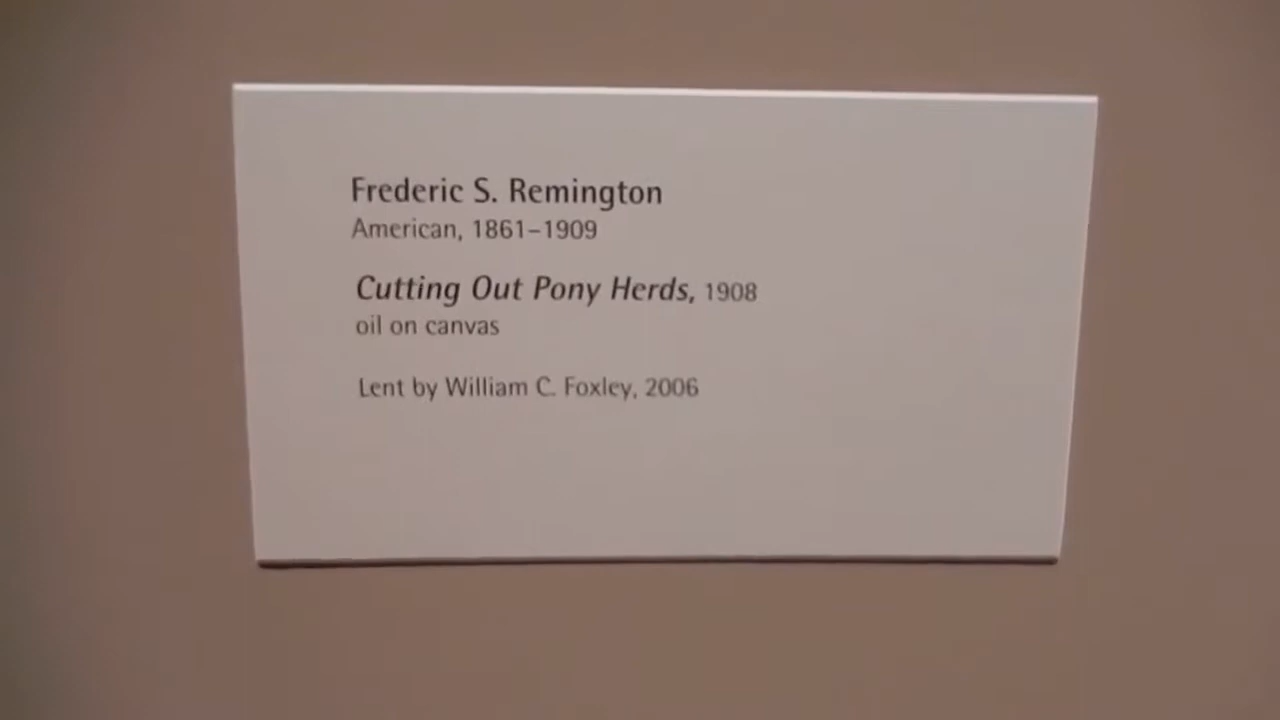 Frederic S. Remington
American, 1861–1909
Cutting Out Pony Herds, 1908
oil on canvas
Lent by William C. Foxley, 2006